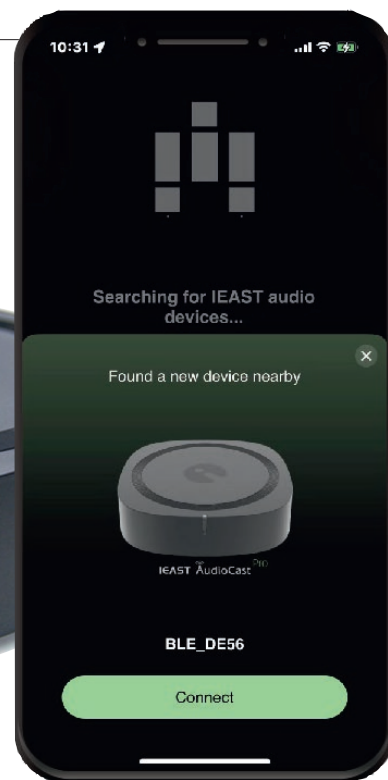 10:31
Searching for IEAST audio
devices...
Found a new device nearby
IEAST AudioCast Pro
BLE_DE56
Connect